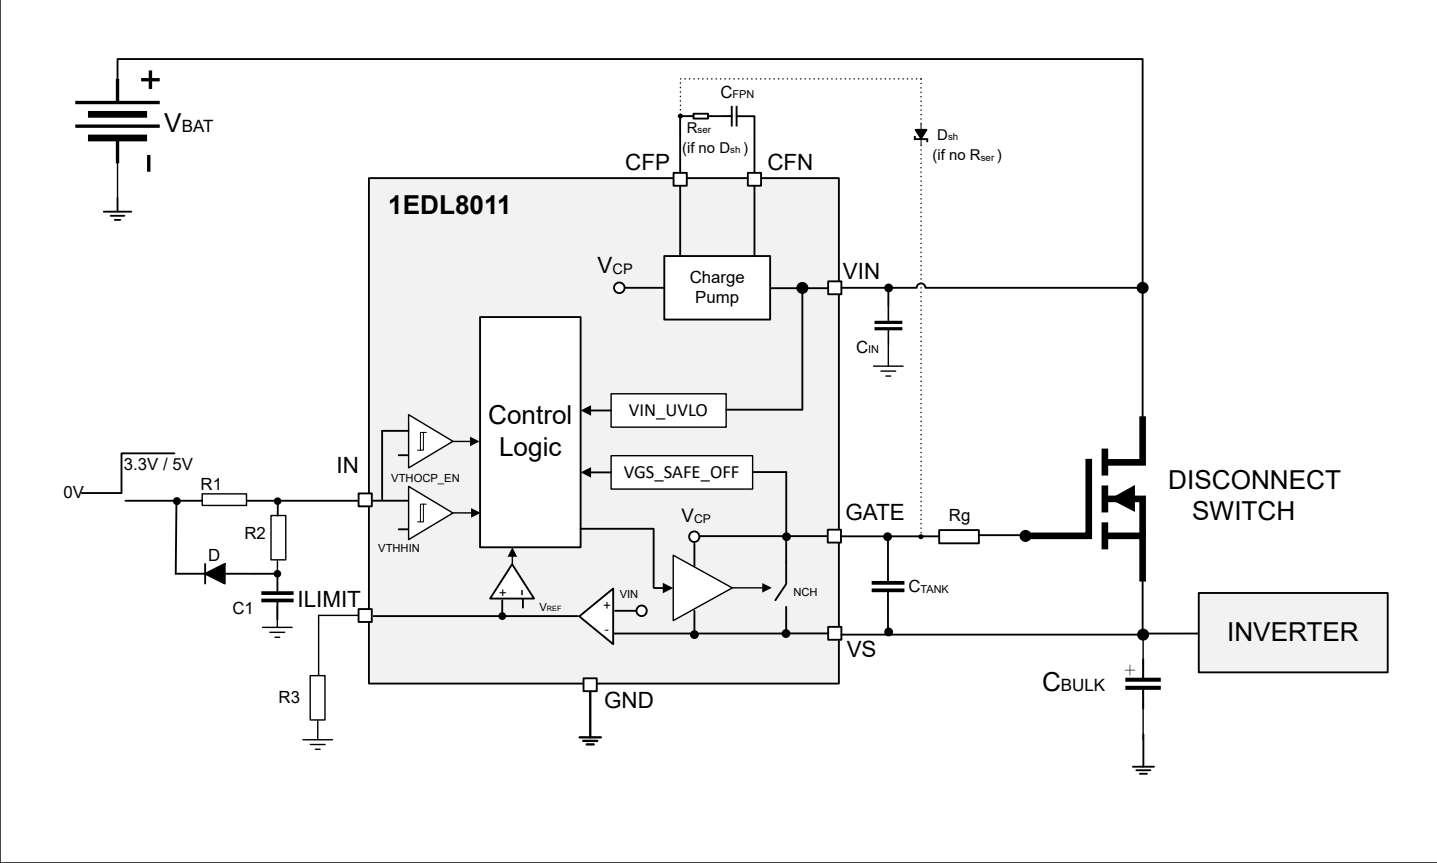 +
VBAT
CFPN
Rser
(if no Dsh )
Dsh
(if no Rser )
CFP
CFN
1EDL8011
VCP
Charge
Pump
VIN
CIN
Control
Logic
VIN_UVLO
VGS_SAFE_OFF
DISCONNECT
SWITCH
3.3V / 5V
0V
R1
IN
VTHOCP_EN
VTHHIN
R2
D
C1
VCP
GATE
Rg
CTANK
NCH
+
-
VREF
VIN
+
-
ILIMIT
VS
INVERTER
R3
GND
CBULK
+